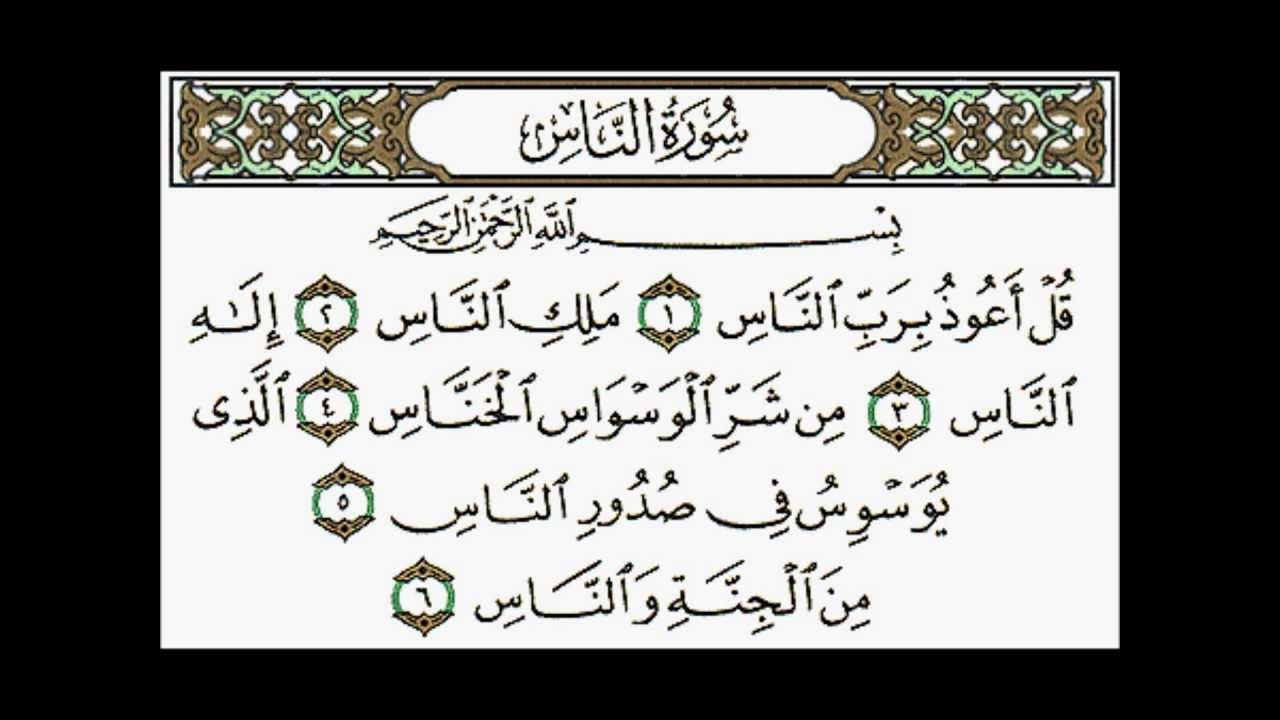 سُورَةُ النَّاسِ
بِسْمِ ٱللَّهِ ٱلرَّحْمَٰنِ ٱلرَّحِيمِ
قُلْ أَعُوذُ بِرَبِّ ٱلنَّاسِ ١ مَلِكِ ٱلنَّاسِ ٢ إِلَٰهِ
ٱلنَّاسِ ٣ مِن شَرِّ ٱلْوَسْوَاسِ ٱلْخَنَّاسِ ٤ ٱلَّذِى
يُوَسْوِسُ فِى صُدُورِ ٱلنَّاسِ ٥
مِنَ ٱلْجِنَّةِ وَٱلنَّاسِ ٦